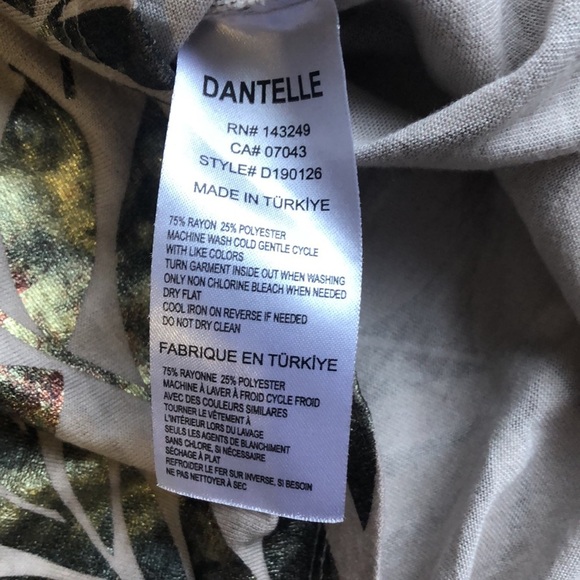 DANTELLE
RN# 143249
CA# 07043
STYLE# D190126
MADE IN TÜRKİYE
75% RAYON 25% POLYESTER
MACHINE WASH COLD GENTLE CYCLE
WITH LIKE COLORS
TURN GARMENT INSIDE OUT WHEN WASHING
ONLY NON CHLORINE BLEACH WHEN NEEDED
DRY FLAT
COOL IRON ON REVERSE IF NEEDED
DO NOT DRY CLEAN
FABRIQUE EN TÜRKİYE
75% RAYONNE 25% POLYESTER
MACHINE À LAVER À FROID CYCLE FROID
AVEC DES COULEURS SIMILARES
TOURNER LE VÊTEMENT À
L'INTÉRIEUR LORS DU LAVAGE
SEULS LES AGENTS DE BLANCHIMENT
SANS CHLORE, SI NÉCESSAIRE
SÉCHAGE À PLAT
REFROIDER LE FER SUR INVERSE, SI BESOIN
NE PAS NETTOYER À SEC